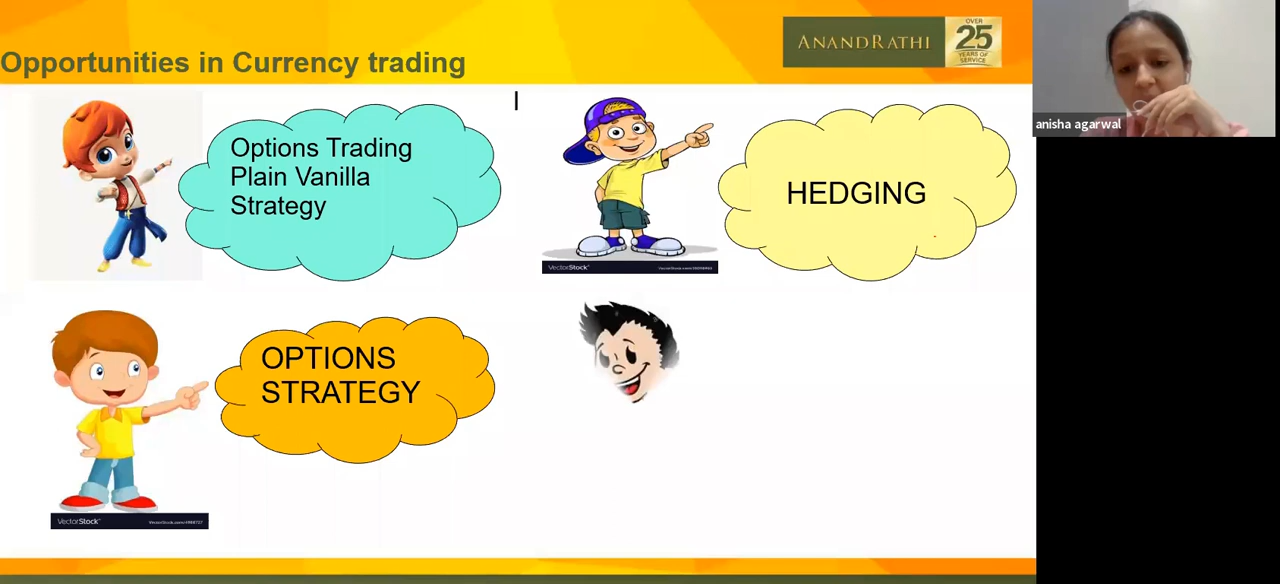 Opportunities in Currency trading
ANANDRATHI
OVER
25
YEARS OF
SERVICE
anisha agarwal
Options Trading
Plain Vanilla
Strategy
HEDGING
VectorStock
OPTIONS
STRATEGY
VectorStock